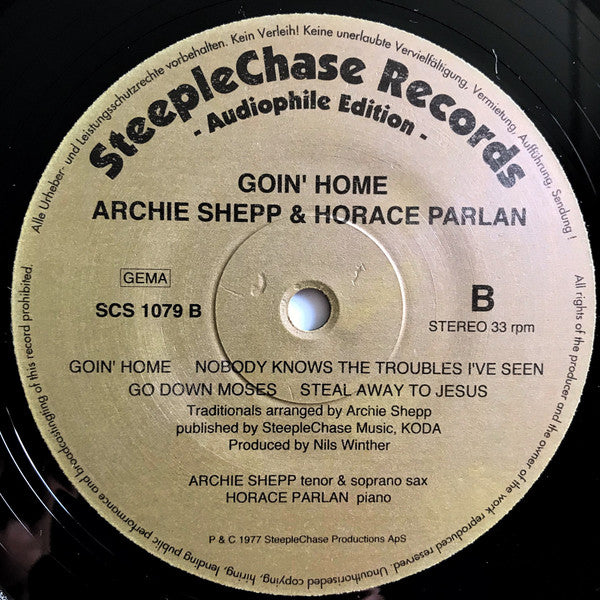 Alle Urheber- und Leistungsschutzrechte vorbehalten. Kein Verleih! Keine unerlaubte Vervielfältigung, Vermietung, Aufführung, Sendung !
SteepleChase Records
- Audiophile Edition -
GOIN' HOME
ARCHIE SHEPP & HORACE PARLAN
GEMA
SCS 1079 B
B
STEREO 33 rpm
GOIN' HOME NOBODY KNOWS THE TROUBLES I'VE SEEN
GO DOWN MOSES STEAL AWAY TO JESUS
Traditionals arranged by Archie Shepp
published by SteepleChase Music, KODA
Produced by Nils Winther
ARCHIE SHEPP tenor & soprano sax
HORACE PARLAN piano
P & C 1977 SteepleChase Productions ApS
All rights of the producer and the owner of the work reproduced reserved. Unauthoriseded copying, hiring, lending public performance and broadcastingting of this record prohibited.